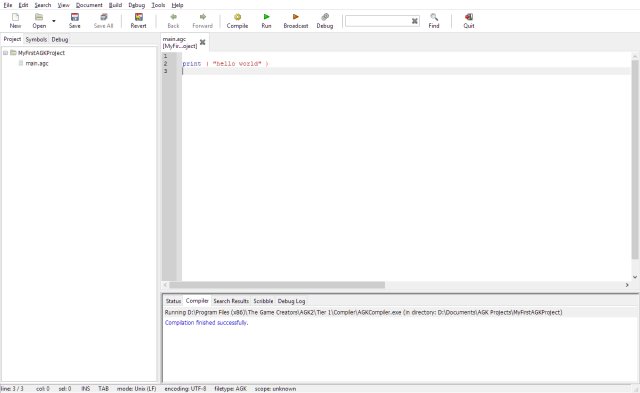 File Edit Search View Document Build Debug Tools Help
New Open Save Save All Revert Back Forward Compile Run Broadcast Debug Find Quit
Project Symbols Debug
MyFirstAGKProject
main.agc
main.agc
[MyFir...oject]
1
2 print ( "hello world" )
3
Status Compiler Search Results Scribble Debug Log
Running D:\Program Files (x86)\The Game Creators\AGK2\Tier 1\Compiler\AGKCompiler.exe (in directory: D:\Documents\AGK Projects\MyFirstAGKProject)
Compilation finished successfully.
line: 3 / 3 col: 0 sel: 0 INS TAB mode: Unix (LF) encoding: UTF-8 filetype: AGK scope: unknown